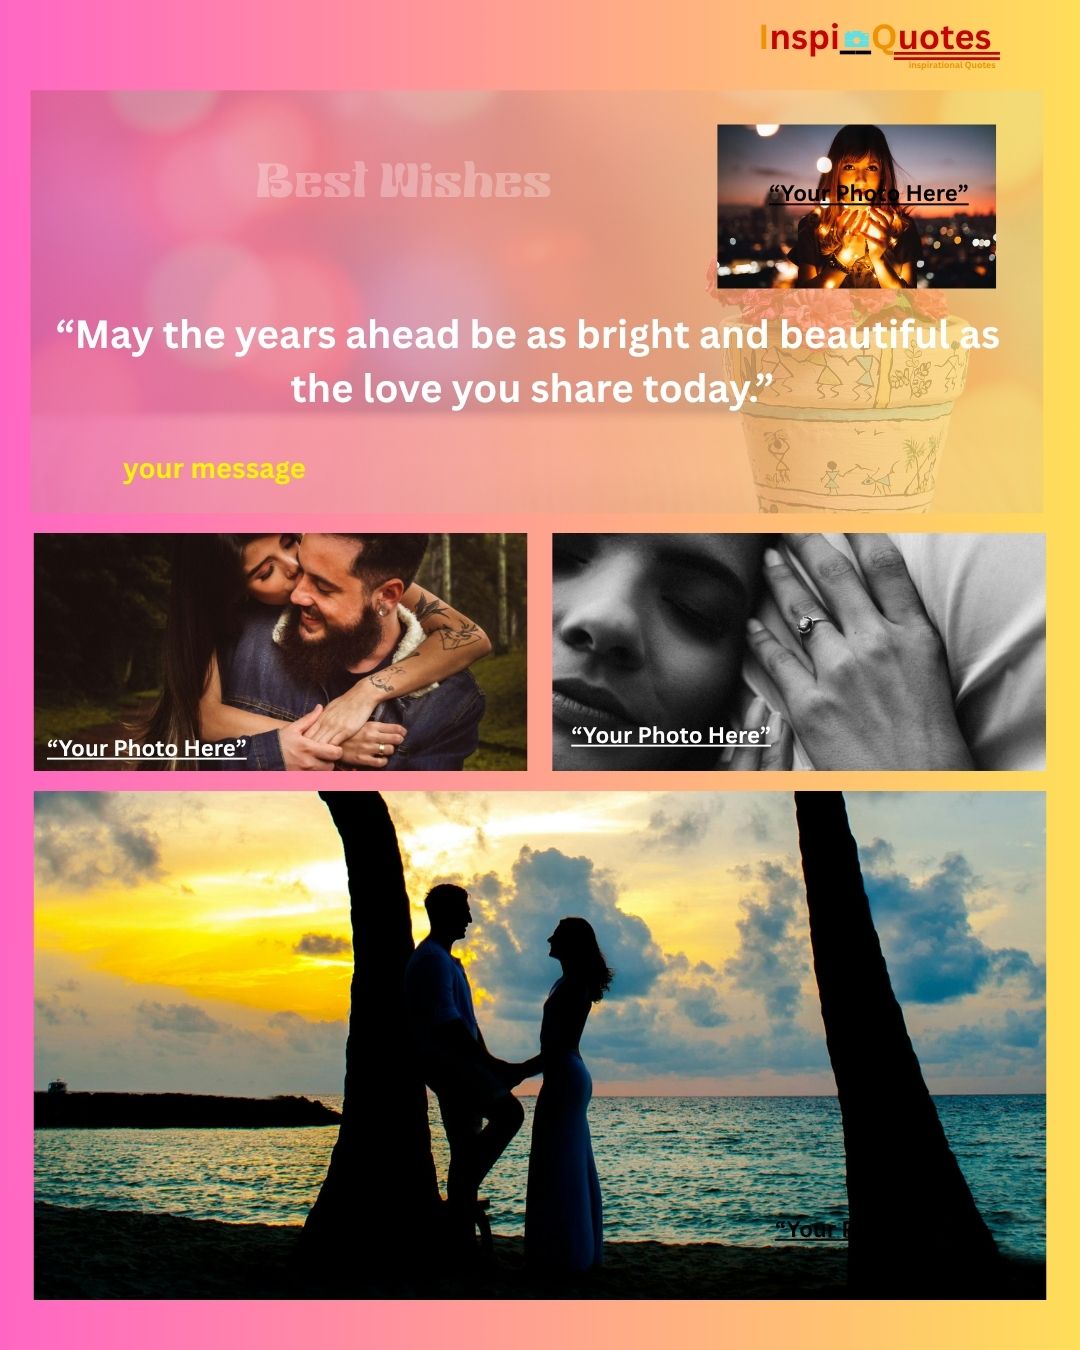 InspiQuotes
inspirational Quotes
Best Wishes
“Your Photo Here”
“May the years ahead be as bright and beautiful as
the love you share today.”
your message
“Your Photo Here”
“Your Photo Here”
“Your